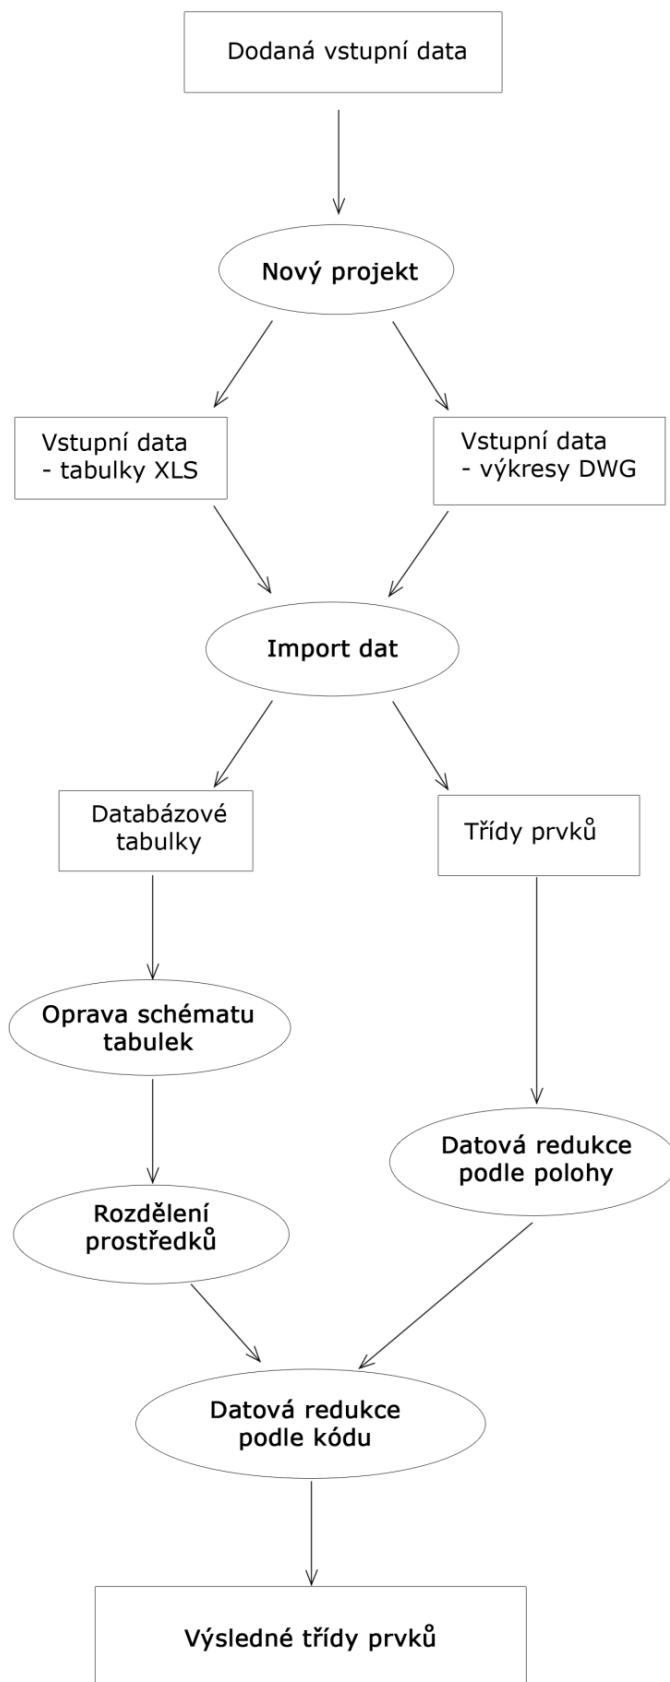 Dodaná vstupní data
Nový projekt
Vstupní data
- tabulky XLS
Vstupní data
- výkresy DWG
Import dat
Databázové
tabulky
Třídy prvků
Oprava schématu
tabulek
Datová redukce
podle polohy
Rozdělení
prostředků
Datová redukce
podle kódu
Výsledné třídy prvků